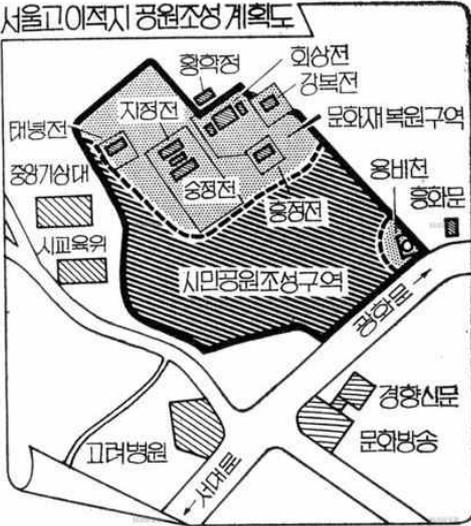 서울고이적지 공원조성 계획도
황학정
회상전
강복전
지정전
태녕전
문화재복원구역
중앙기상대
숭정전
흥정전
용비천
흥화문
시교육위
시민공원조성구역
광화문
경향신문
문화방송
고려병원
서대문